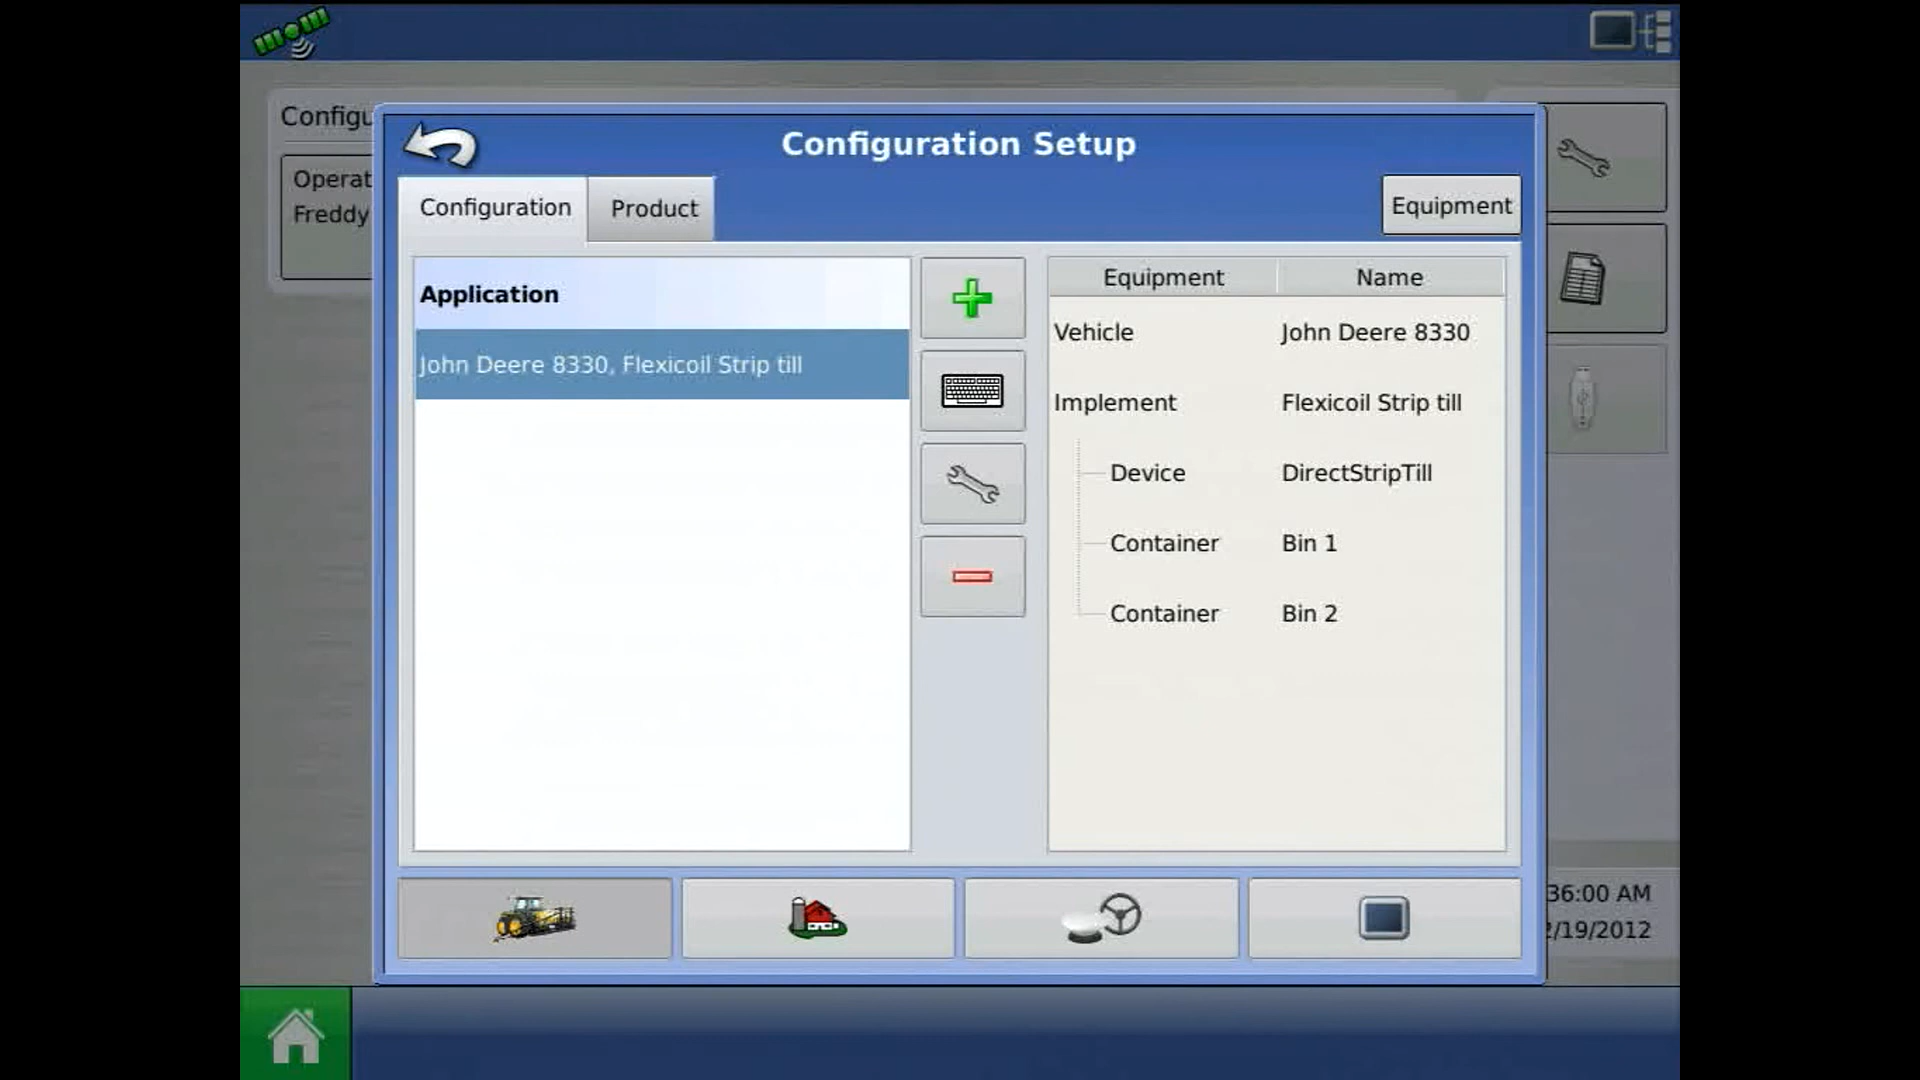 Configuration Setup
Configuration
Product
Equipment
Operat
Freddy
Application
John Deere 8330, Flexicoil Strip till
Equipment Name
Vehicle John Deere 8330
Implement Flexicoil Strip till
Device DirectStripTill
Container Bin 1
Container Bin 2
36:00 AM
/19/2012